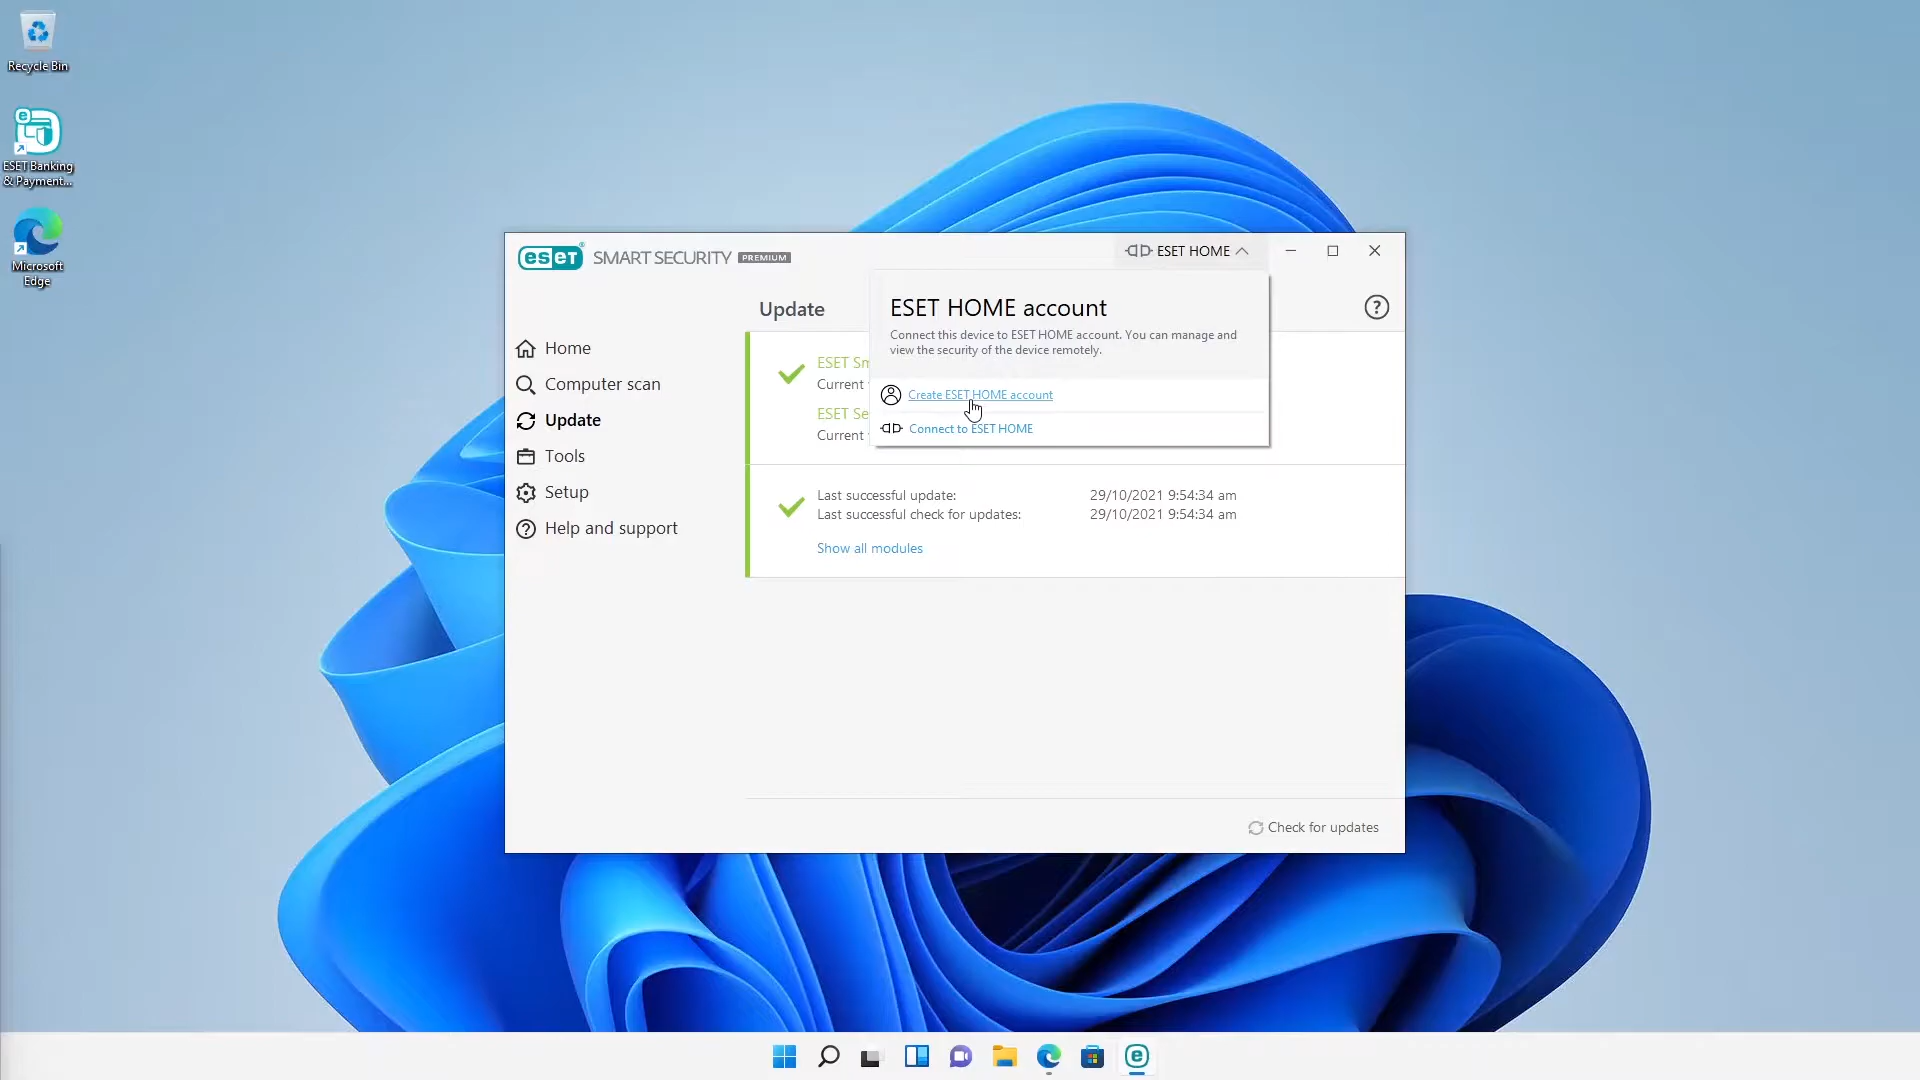 Recycle Bin
ESET Banking
& Payment...
Microsoft
Edge
eseT SMART SECURITY PREMIUM
ESET HOME
Update
ESET HOME account
Connect this device to ESET HOME account. You can manage and
view the security of the device remotely.
Create ESET HOME account
Connect to ESET HOME
Home
Computer scan
Update
Tools
Setup
Help and support
ESET Sm
Current
ESET Se
Current
Last successful update: 29/10/2021 9:54:34 am
Last successful check for updates: 29/10/2021 9:54:34 am
Show all modules
Check for updates